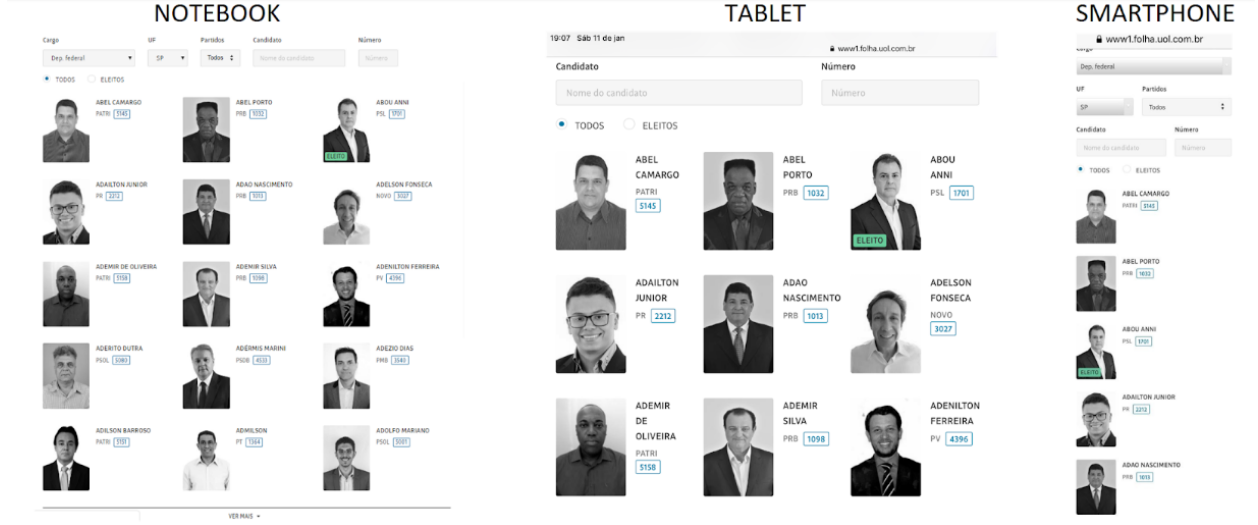 NOTEBOOK
Cargo UF Partidos Candidato Número
Dep. federal SP Todos Nome do candidato Número
TODOS ELEITOS
ABEL CAMARGO
PATRI 5145
ABEL PORTO
PRB 1032
ABOU ANNI
PSL 1701
ELEITO
ADAILTON JUNIOR
PR 2212
ADAO NASCIMENTO
PRB 1013
ADELSON FONSECA
NOVO 3027
ADEMIR DE OLIVEIRA
PATRI 5158
ADEMIR SILVA
PRB 1098
ADENILTON FERREIRA
PV 4396
ADERITO DUTRA
PSOL
ADERMIS MARINI
PSDB 4533
ADEZIO DIAS
PMB 3540
ADILSON BARROSO
PATRI 5151
ADMILSON
PT
ADOLFO MARIANO
PSOL
VER MAIS
TABLET
19:07 Sáb 11 de jan
www1.folha.uol.com.br
Candidato Número
Nome do candidato Número
TODOS ELEITOS
ABEL
CAMARGO
PATRI
5145
ABEL
PORTO
PRB 1032
ABOU
ANNI
PSL 1701
ELEITO
ADAILTON
JUNIOR
PR 2212
ADAO
NASCIMENTO
PRB 1013
ADELSON
FONSECA
NOVO
3027
ADEMIR
DE
OLIVEIRA
PATRI
5158
ADEMIR
SILVA
PRB 1098
ADENILTON
FERREIRA
PV 4396
SMARTPHONE
www1.folha.uol.com.br
Cargo
Dep. federal
UF Partidos
SP Todos
Candidato Número
Nome do candidato Número
TODOS ELEITOS
ABEL CAMARGO
PATRI 5145
ABEL PORTO
PRB 1032
ABOU ANNI
PSL 1701
ELEITO
ADAILTON JUNIOR
PR 2212
ADAO NASCIMENTO
PRB 1013